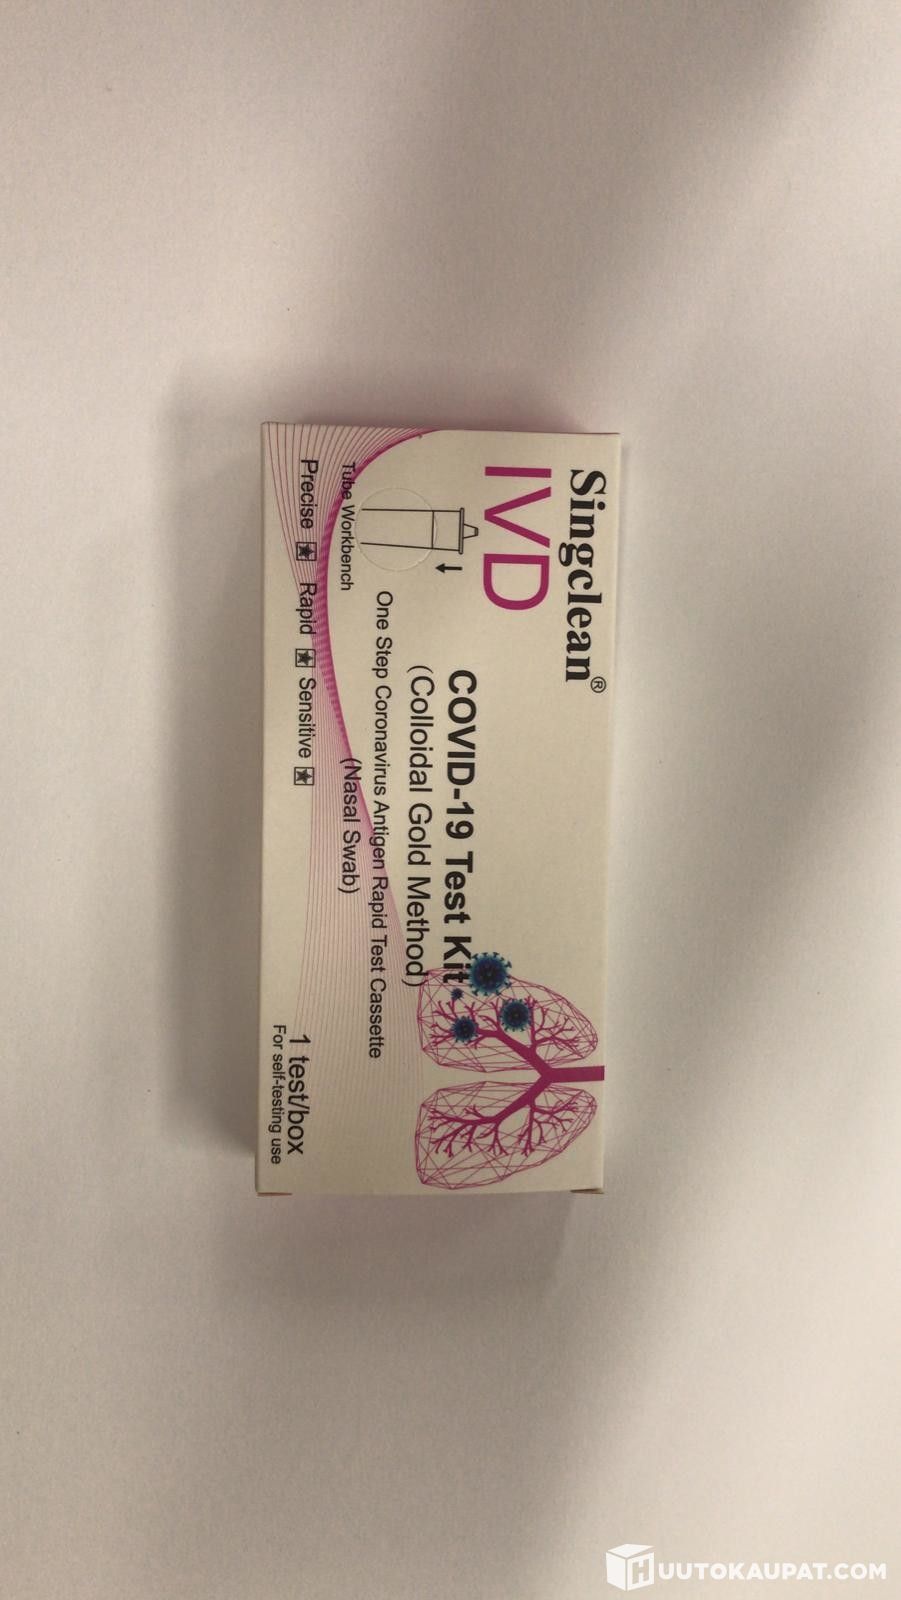 Singclean®
IVD
COVID-19 Test Kit
(Colloidal Gold Method)
One Step Coronavirus Antigen Rapid Test Cassette
(Nasal Swab)
Tube Workbench
Precise Rapid Sensitive
1 test/box
For self-testing use
HUUTOKAUPAT.COM